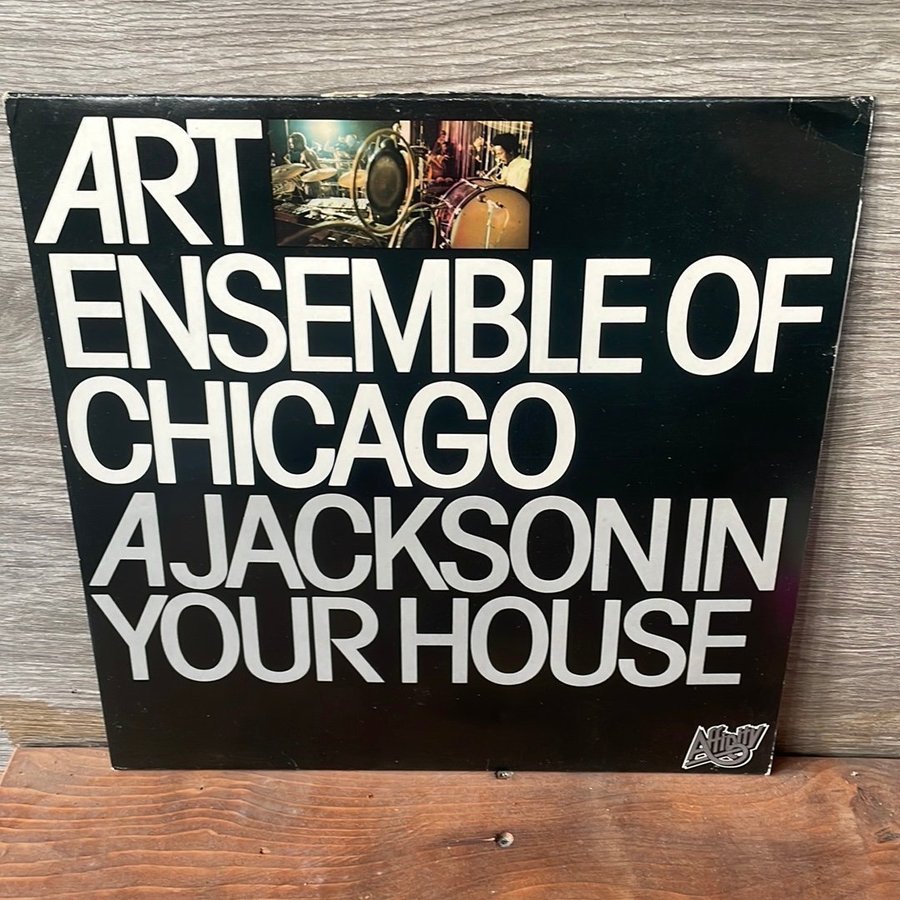 ART
ENSEMBLE OF
CHICAGO
A JACKSON IN
YOUR HOUSE
Affinity